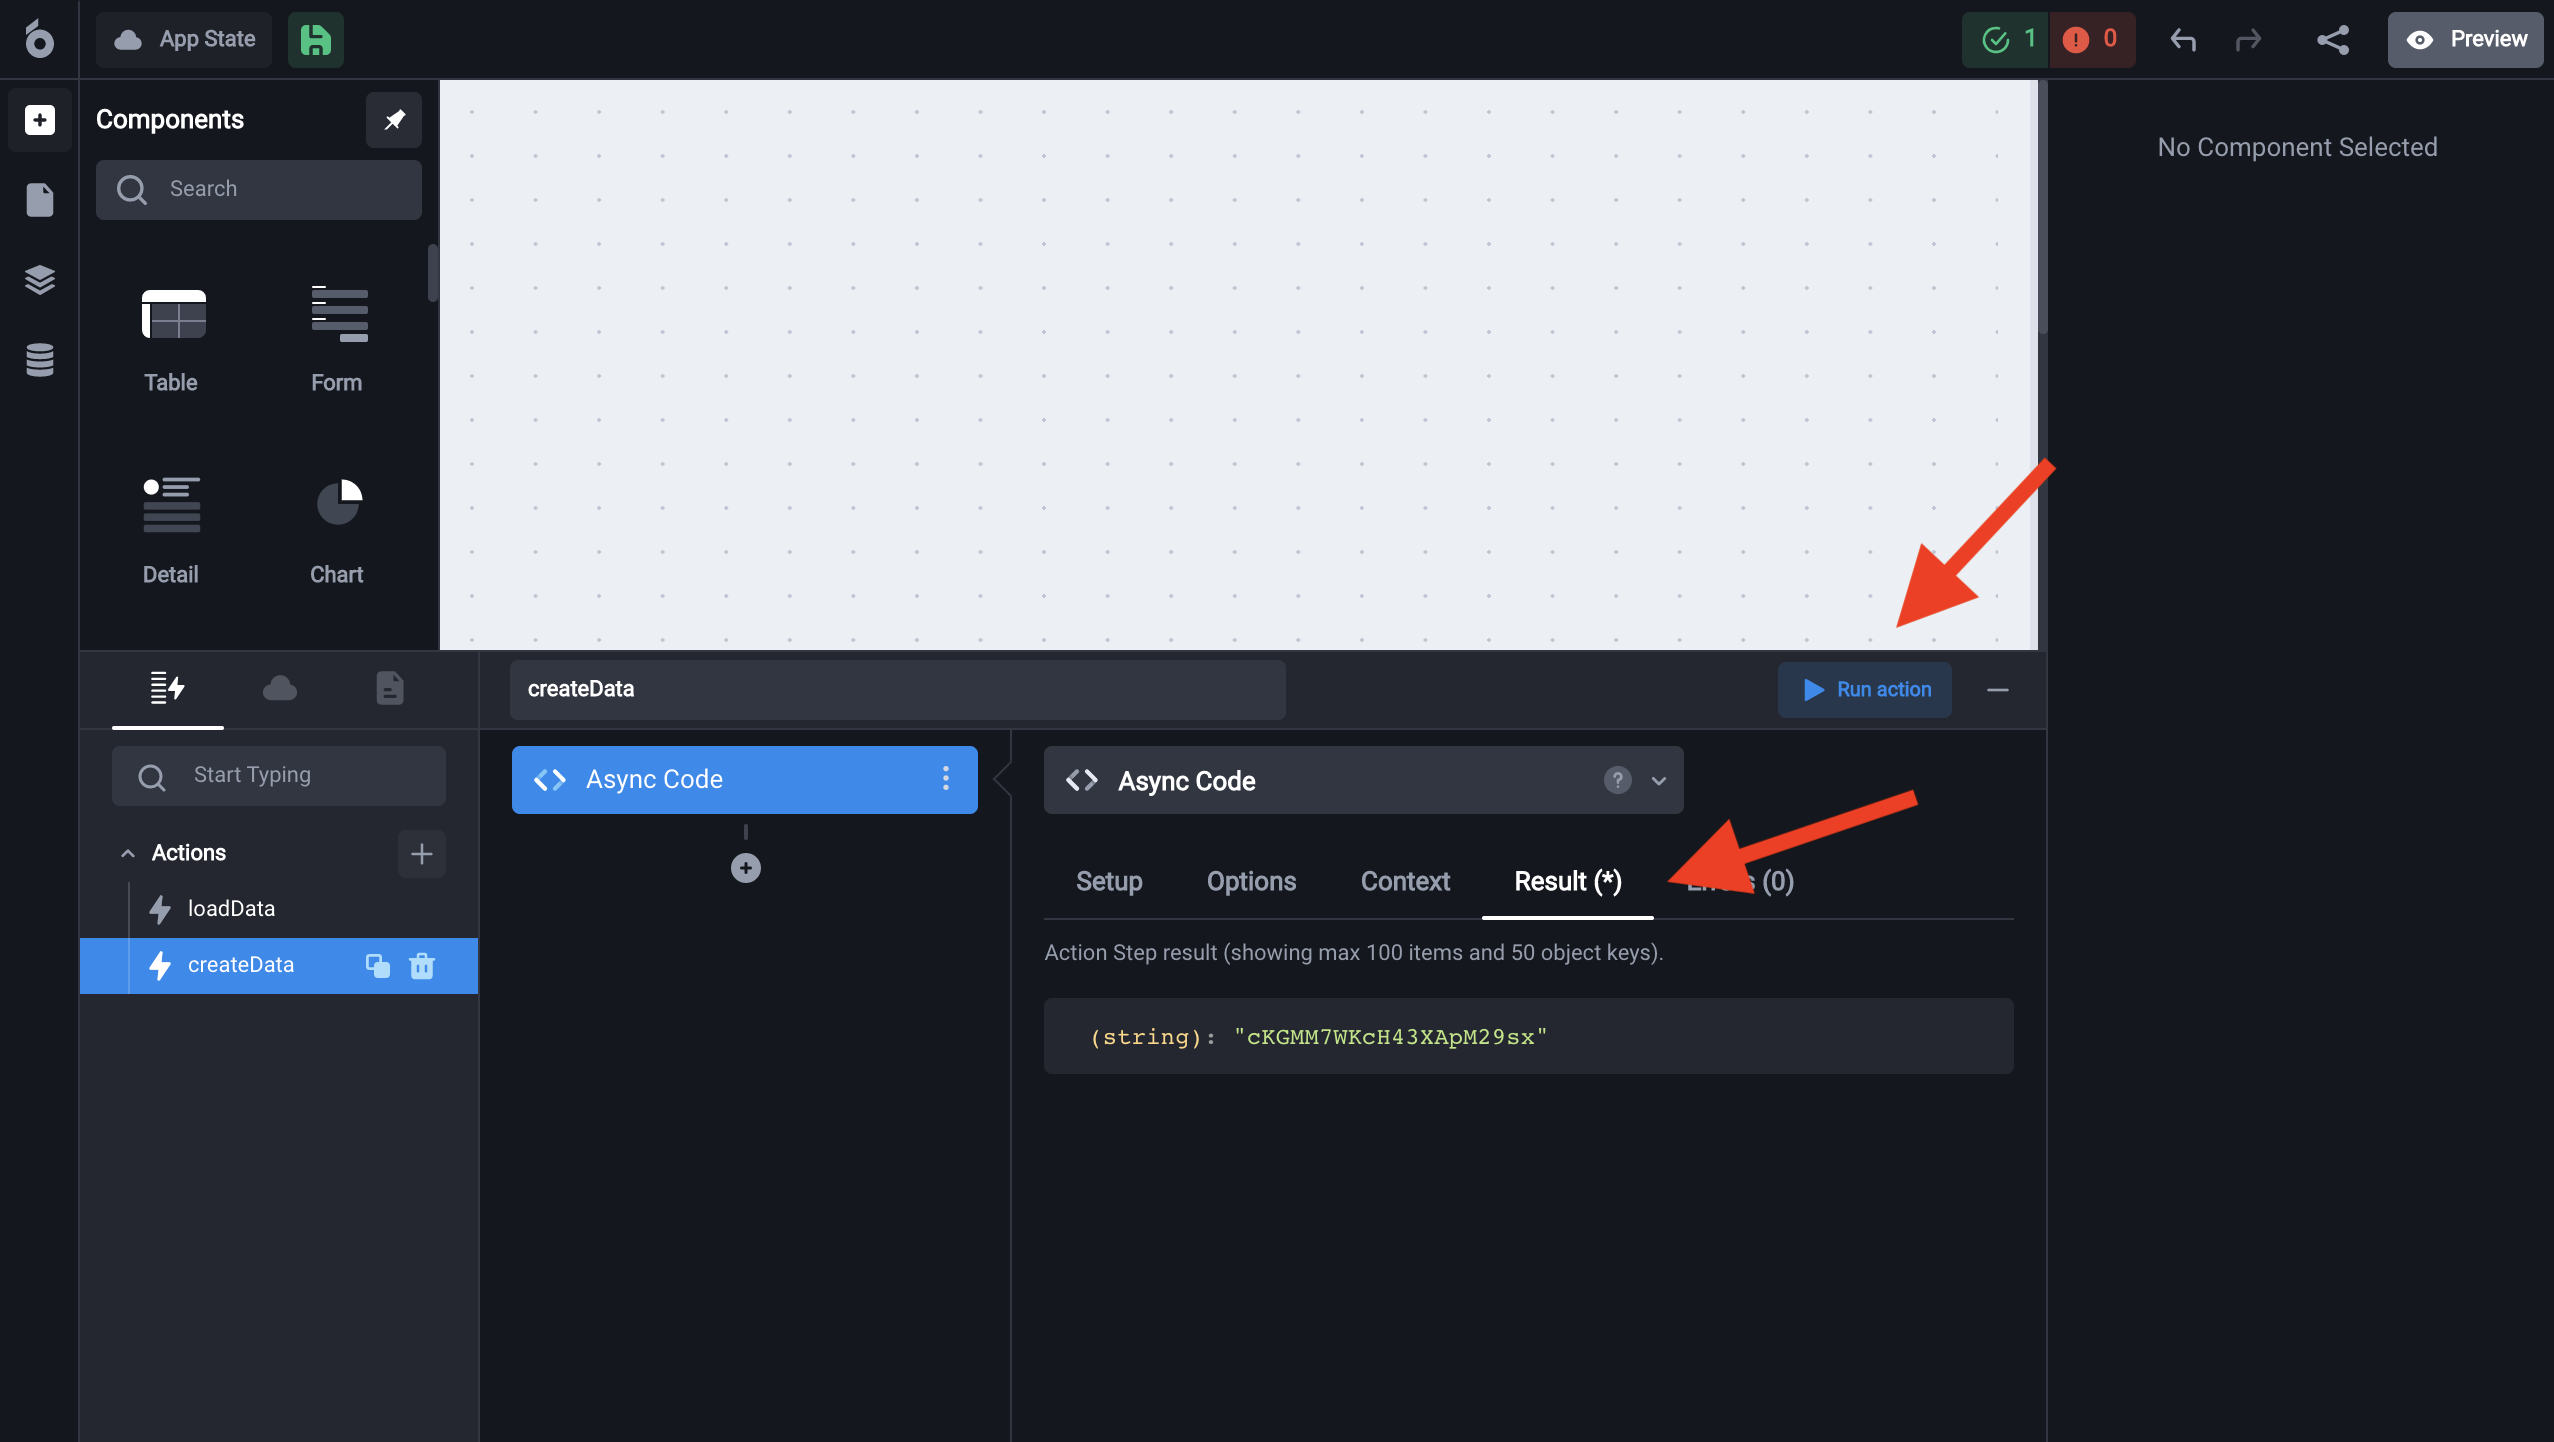 App State
1
0
Preview
Components
Search
Table
Form
Detail
Chart
No Component Selected
createData
Run action
Start Typing
Actions
loadData
createData
Async Code
Async Code
?
Setup
Options
Context
Result (*)
(0)
Action Step result (showing max 100 items and 50 object keys).
(string): "cKGMM7WKcH43XApM29sx"